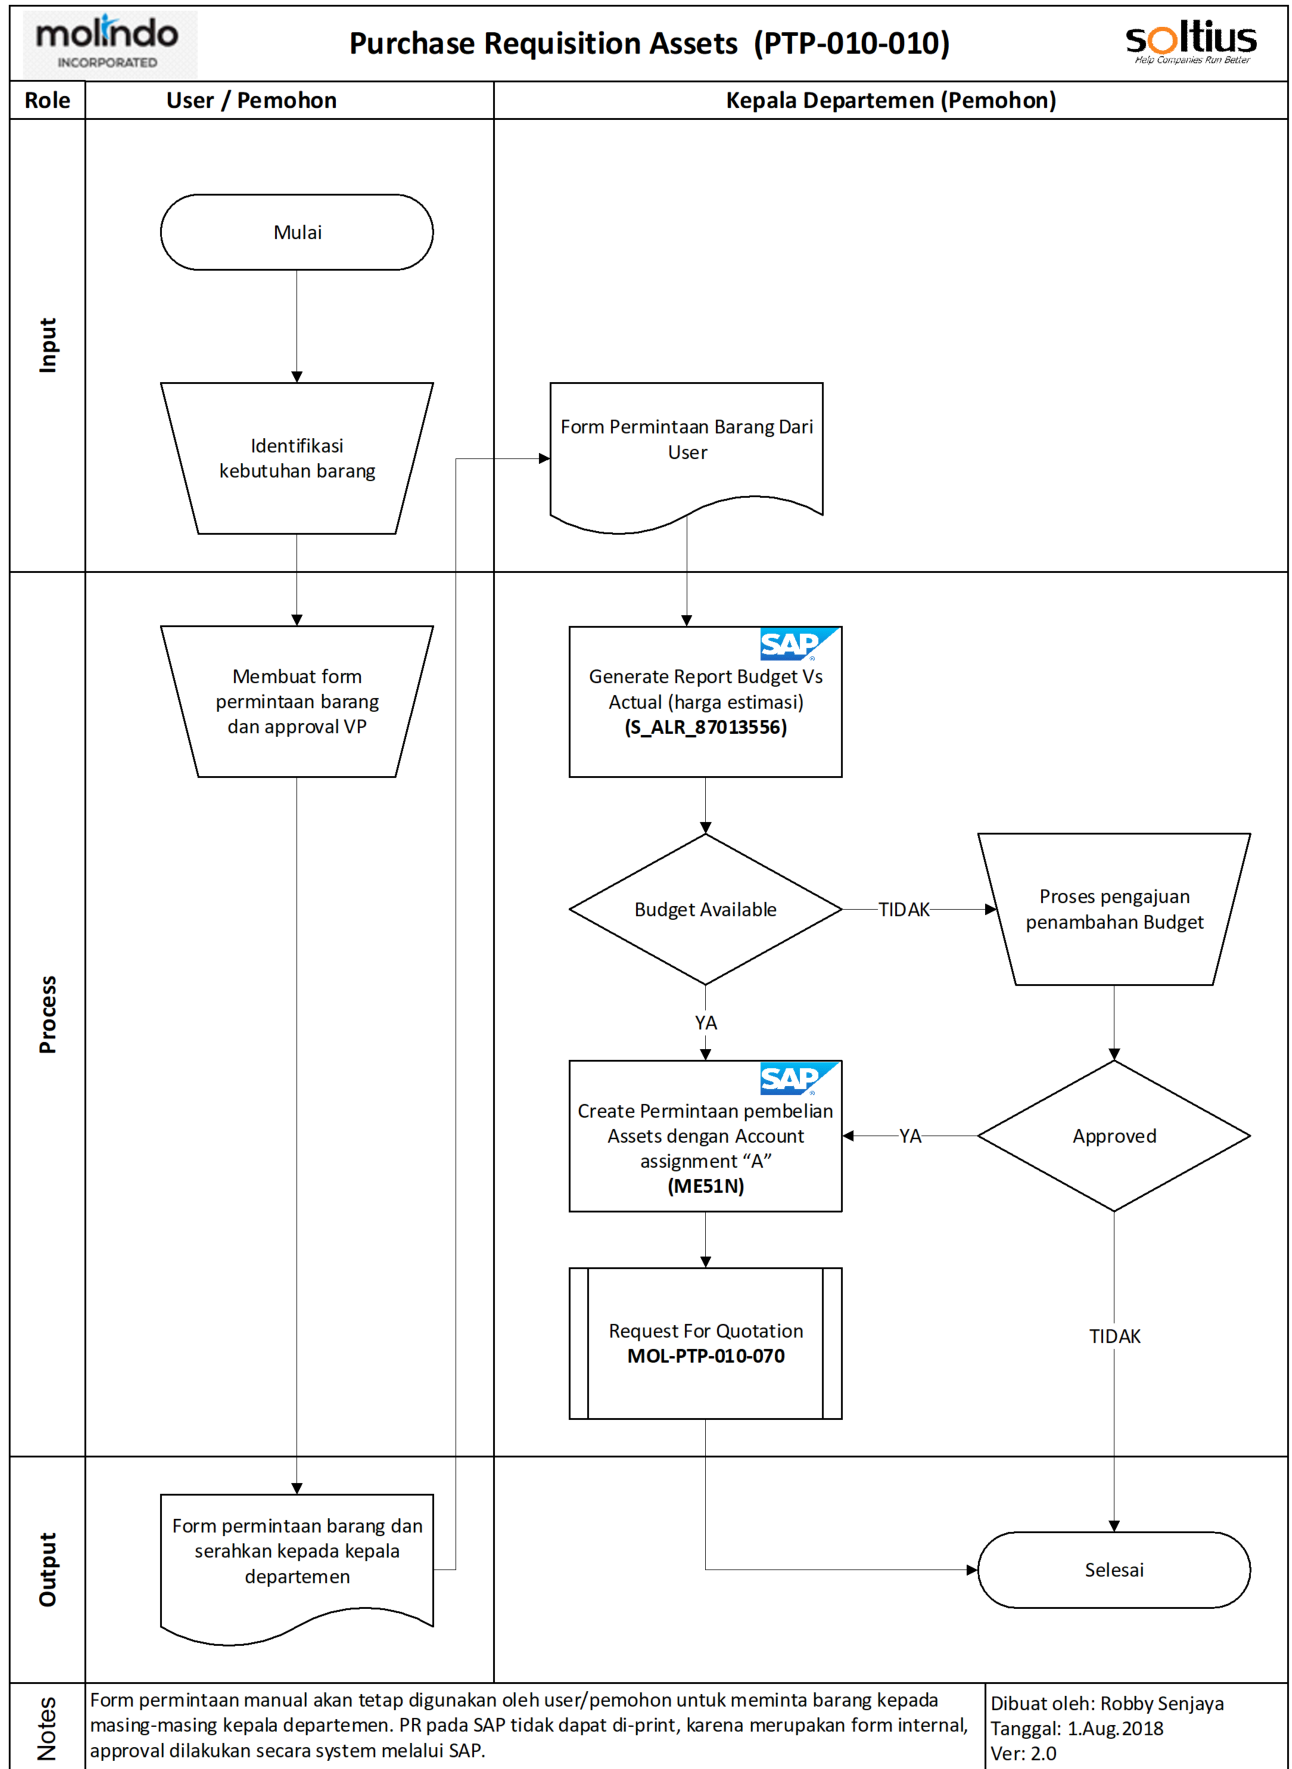 molindo
INCORPORATED
Purchase Requisition Assets (PTP-010-010)
soltius
Help Companies Run Better
Role
User / Pemohon
Kepala Departemen (Pemohon)
Input
Mulai
Identifikasi
kebutuhan barang
Form Permintaan Barang Dari
User
Process
Membuat form
permintaan barang
dan approval VP
SAP
Generate Report Budget Vs
Actual (harga estimasi)
(S_ALR_87013556)
Budget Available
TIDAK
Proses pengajuan
penambahan Budget
YA
SAP
Create Permintaan pembelian
Assets dengan Account
assignment “A”
(ME51N)
YA
Approved
Request For Quotation
MOL-PTP-010-070
TIDAK
Output
Form permintaan barang dan
serahkan kepada kepala
departemen
Selesai
Notes
Form permintaan manual akan tetap digunakan oleh user/pemohon untuk meminta barang kepada
masing-masing kepala departemen. PR pada SAP tidak dapat di-print, karena merupakan form internal,
approval dilakukan secara system melalui SAP.
Dibuat oleh: Robby Senjaya
Tanggal: 1.Aug.2018
Ver: 2.0